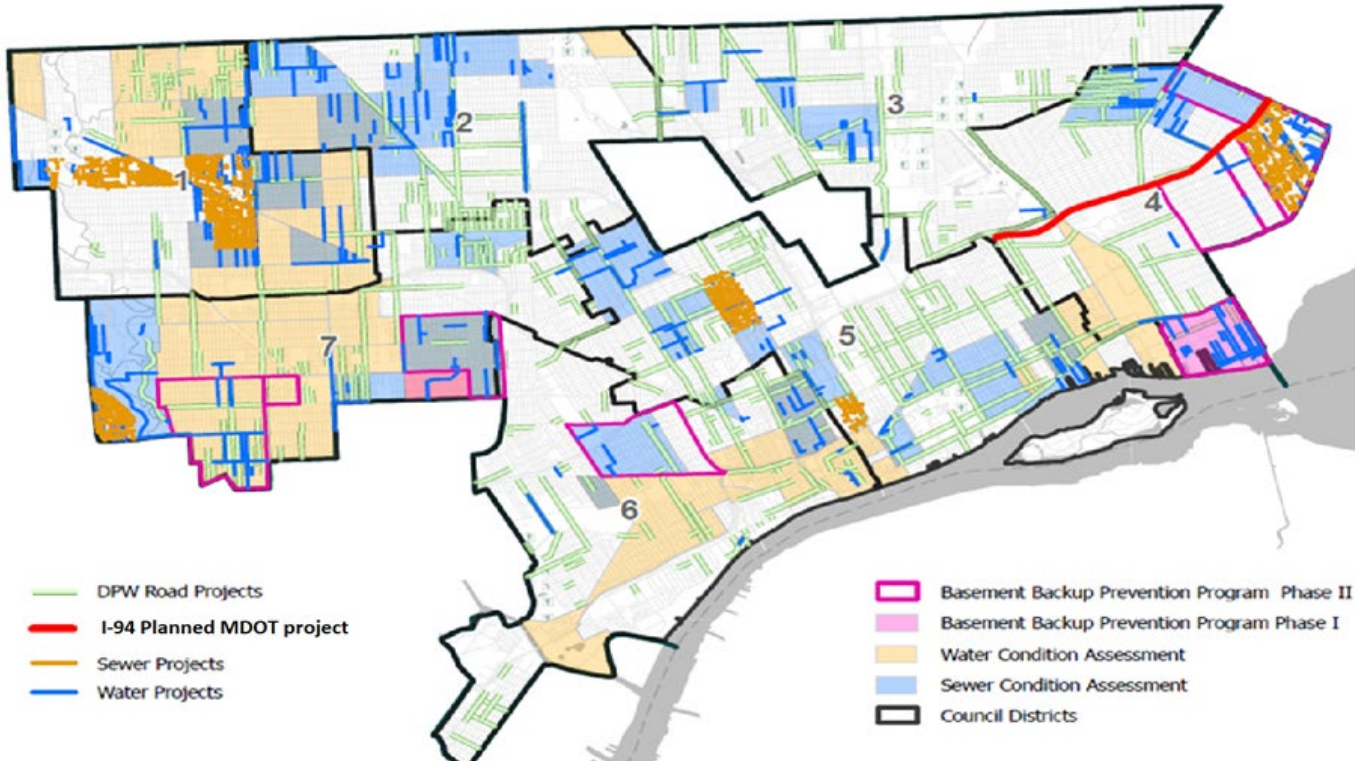 1
2
3
4
5
6
7
DPW Road Projects
I-94 Planned MDOT project
Sewer Projects
Water Projects
Basement Backup Prevention Program Phase II
Basement Backup Prevention Program Phase I
Water Condition Assessment
Sewer Condition Assessment
Council Districts